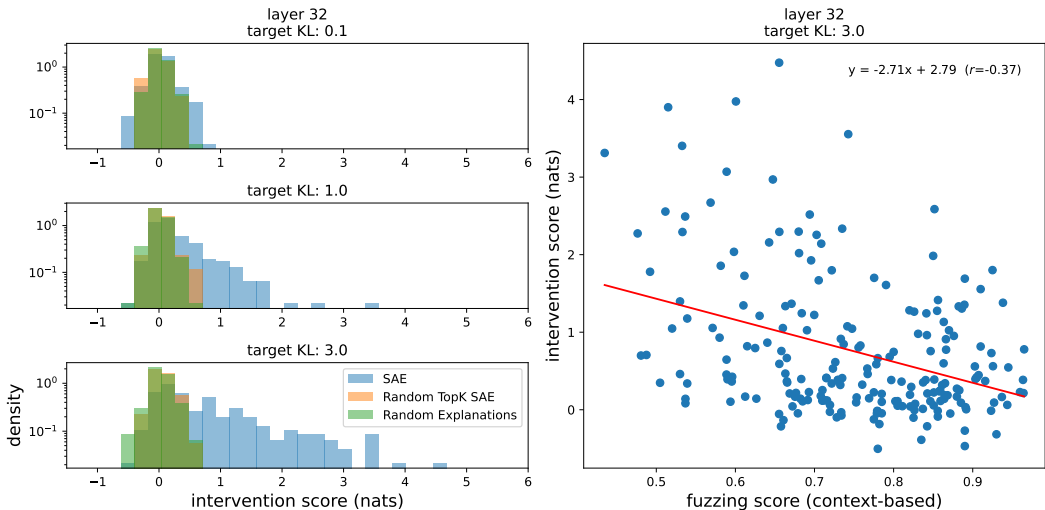 layer 32
target KL: 0.1
10⁰
10⁻¹
−1 0 1 2 3 4 5 6
target KL: 1.0
10⁰
10⁻¹
−1 0 1 2 3 4 5 6
target KL: 3.0
10⁰
10⁻¹
SAE
Random TopK SAE
Random Explanations
−1 0 1 2 3 4 5 6
density
intervention score (nats)
layer 32
target KL: 3.0
y = -2.71x + 2.79 (r=-0.37)
4
3
2
1
0
intervention score (nats)
0.5 0.6 0.7 0.8 0.9
fuzzing score (context-based)